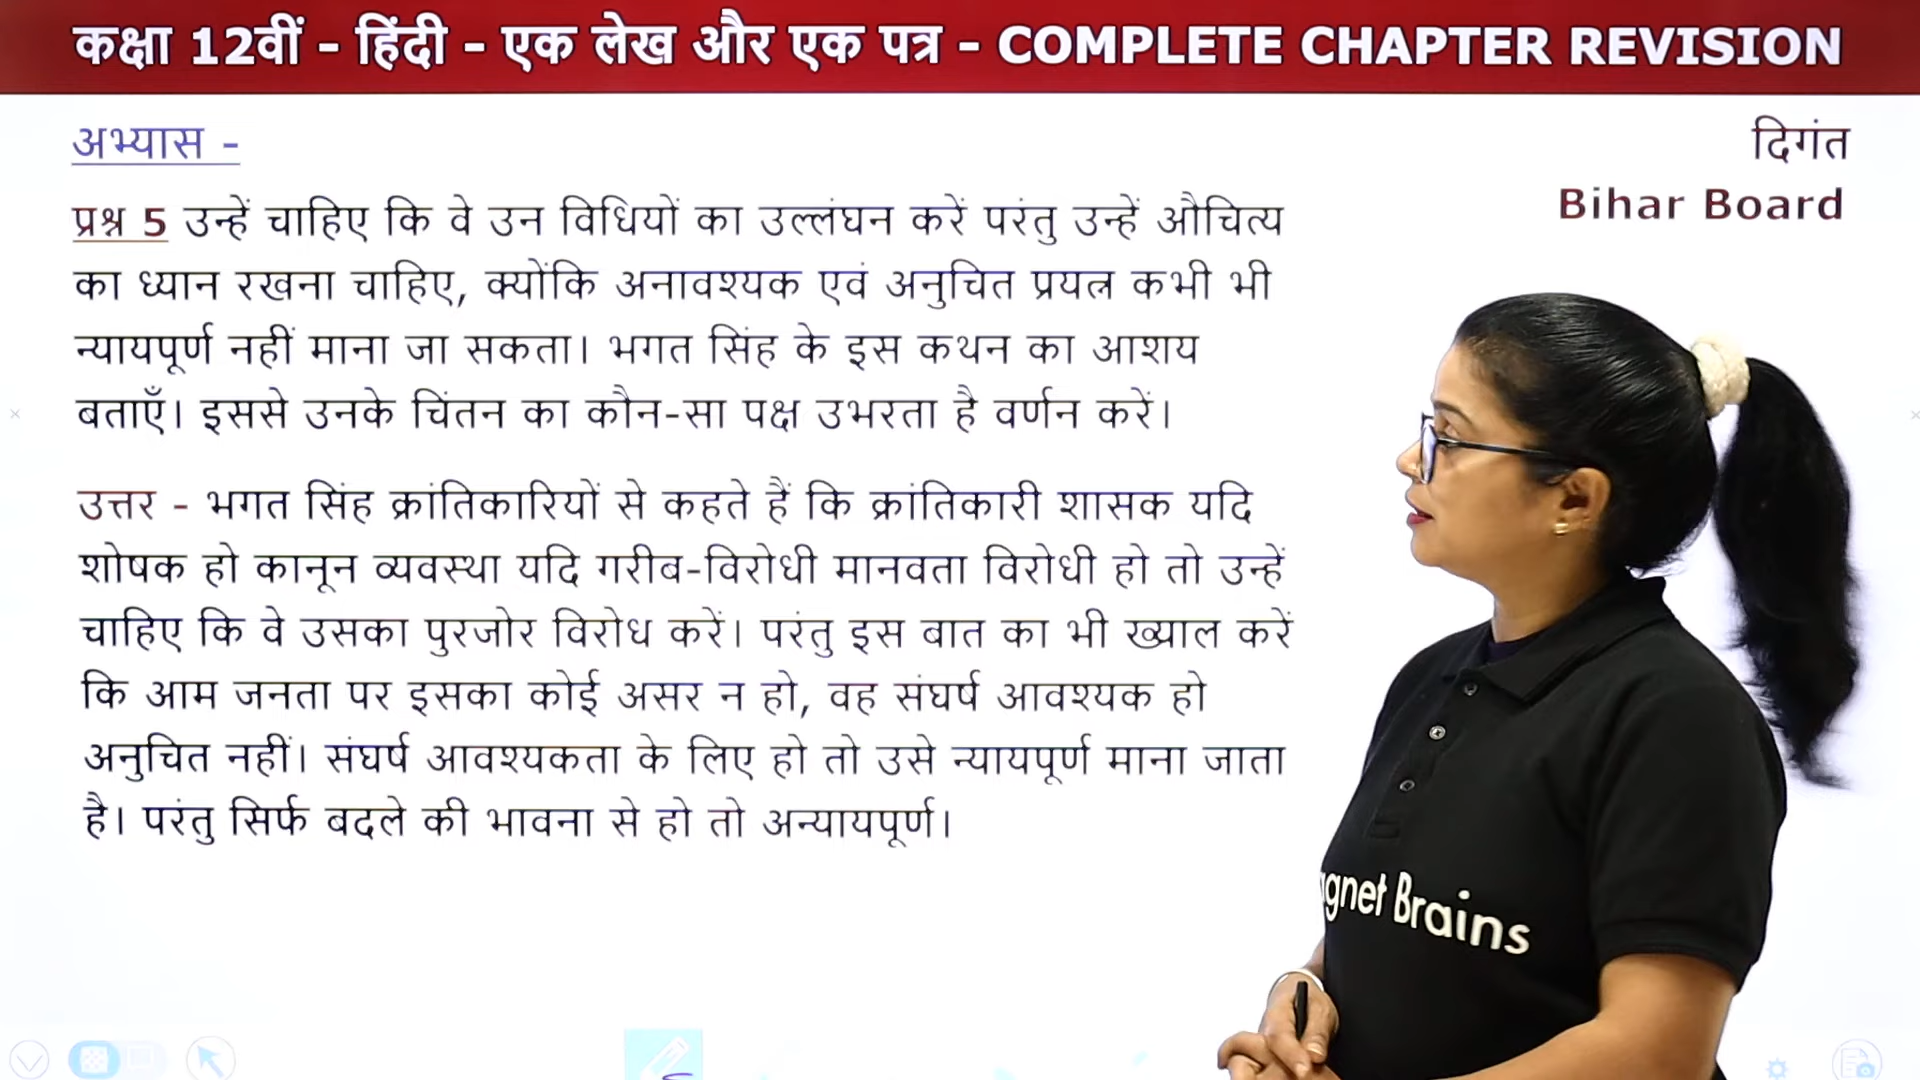 कक्षा 12वीं - हिंदी - एक लेख और एक पत्र - COMPLETE CHAPTER REVISION
अभ्यास -
दिगंत
Bihar Board
प्रश्न 5 उन्हें चाहिए कि वे उन विधियों का उल्लंघन करें परंतु उन्हें औचित्य
का ध्यान रखना चाहिए, क्योंकि अनावश्यक एवं अनुचित प्रयत्न कभी भी
न्यायपूर्ण नहीं माना जा सकता। भगत सिंह के इस कथन का आशय
बताएँ। इससे उनके चिंतन का कौन-सा पक्ष उभरता है वर्णन करें।
उत्तर - भगत सिंह क्रांतिकारियों से कहते हैं कि क्रांतिकारी शासक यदि
शोषक हो कानून व्यवस्था यदि गरीब-विरोधी मानवता विरोधी हो तो उन्हें
चाहिए कि वे उसका पुरजोर विरोध करें। परंतु इस बात का भी ख्याल करें
कि आम जनता पर इसका कोई असर न हो, वह संघर्ष आवश्यक हो
अनुचित नहीं। संघर्ष आवश्यकता के लिए हो तो उसे न्यायपूर्ण माना जाता
है। परंतु सिर्फ बदले की भावना से हो तो अन्यायपूर्ण।
agnet Brains